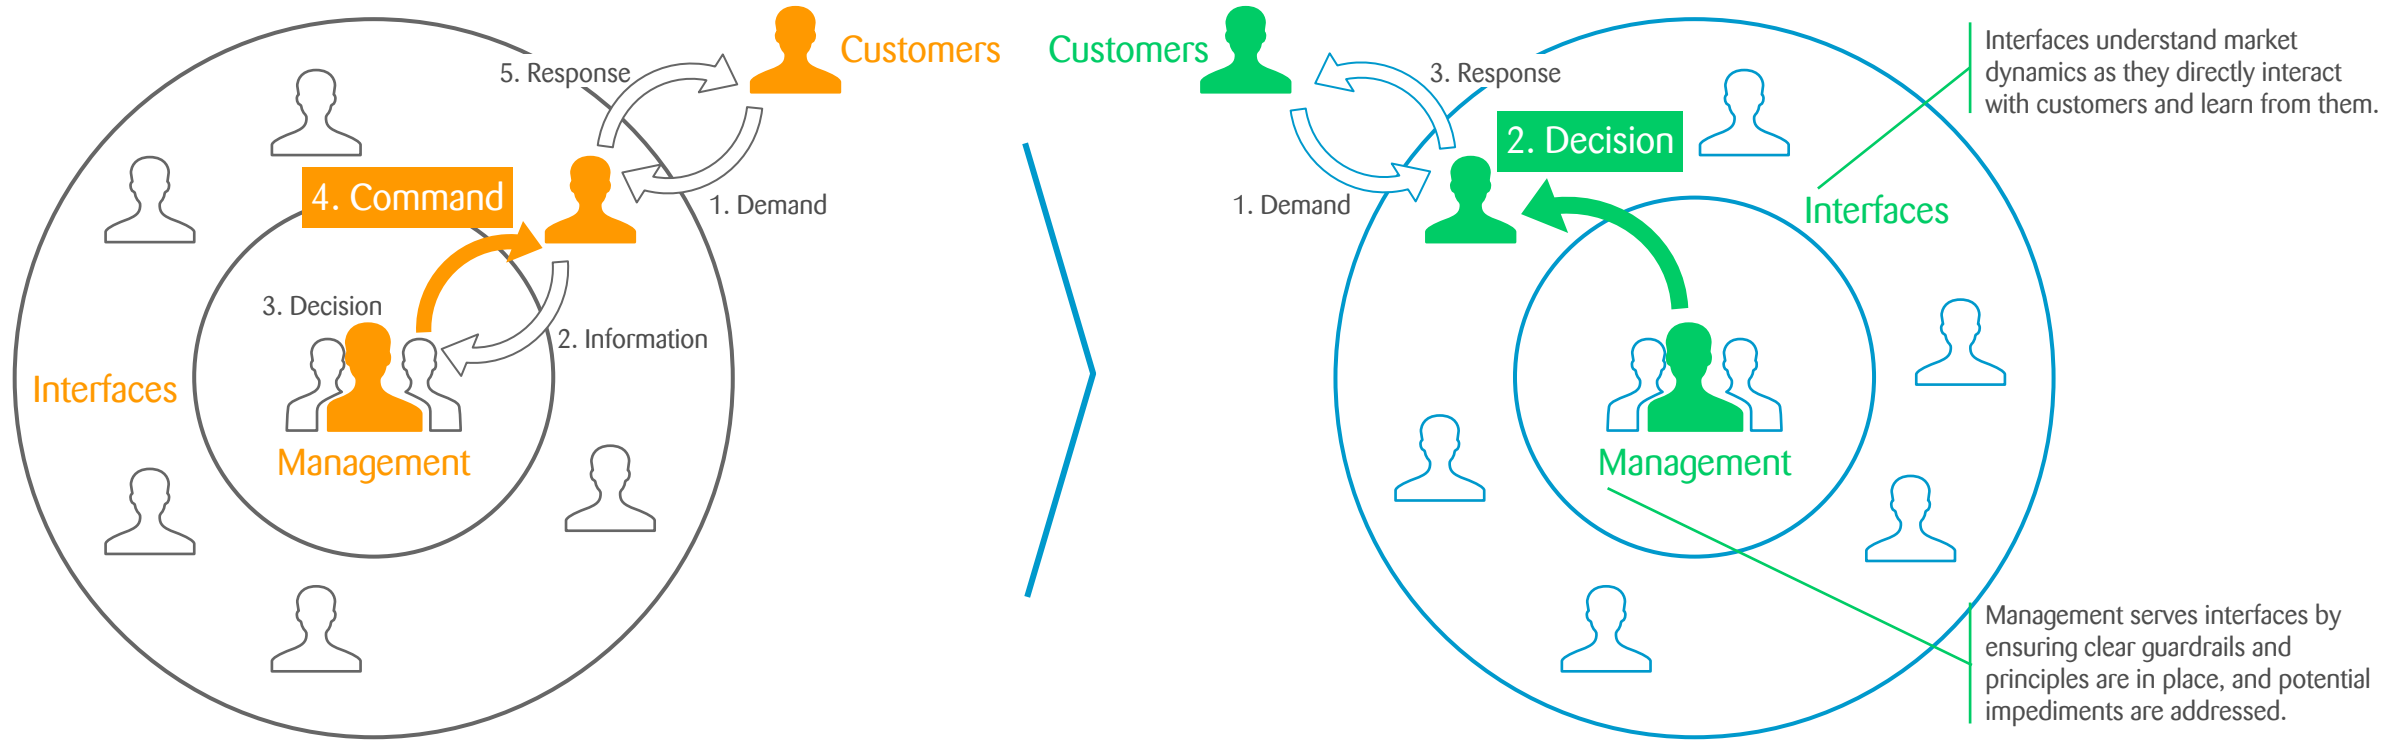 Customers
5. Response
4. Command
1. Demand
3. Decision
2. Information
Interfaces
Management
Customers
3. Response
2. Decision
1. Demand
Interfaces
Management
Interfaces understand market
dynamics as they directly interact
with customers and learn from them.
Management serves interfaces by
ensuring clear guardrails and
principles are in place, and potential
impediments are addressed.